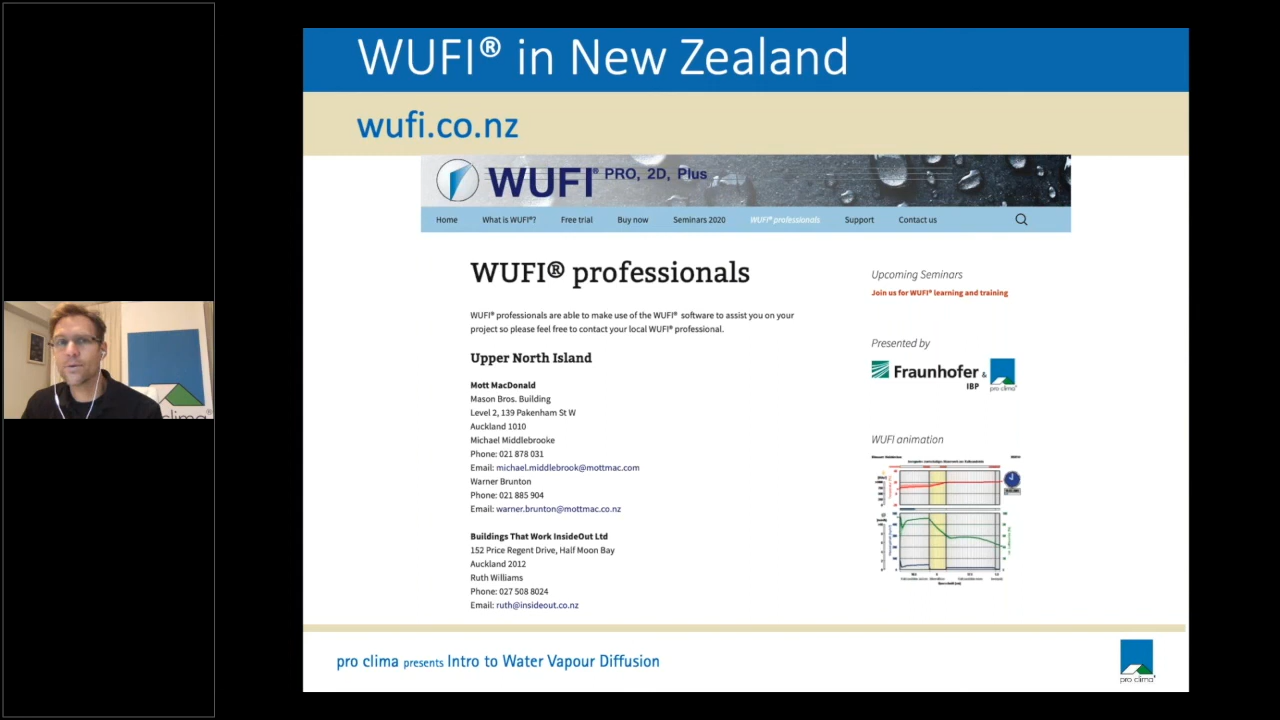 WUFI® in New Zealand
wufi.co.nz
WUFI® PRO, 2D, Plus
Home What is WUFI®? Free trial Buy now Seminars 2020 WUFI® professionals Support Contact us
WUFI® professionals
WUFI® professionals are able to make use of the WUFI® software to assist you on your
project so please feel free to contact your local WUFI® professional.
Upper North Island
Mott MacDonald
Mason Bros. Building
Level 2, 139 Pakenham St W
Auckland 1010
Michael Middlebrooke
Phone: 021 878 031
Email: michael.middlebrook@mottmac.com
Warner Brunton
Phone: 021 885 904
Email: warner.brunton@mottmac.co.nz
Buildings That Work InsideOut Ltd
152 Price Regent Drive, Half Moon Bay
Auckland 2012
Ruth Williams
Phone: 027 508 8024
Email: ruth@insideout.co.nz
Upcoming Seminars
Join us for WUFI® learning and training
Presented by
Fraunhofer &
IBP
pro clima
WUFI animation
pro clima presents Intro to Water Vapour Diffusion
pro clima
clima